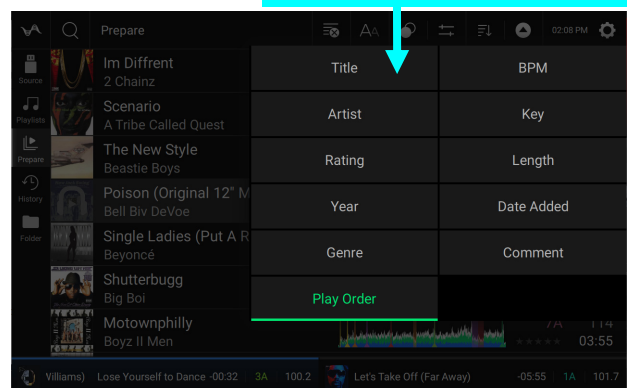 Prepare
AA
02:08 PM
Source
Playlists
Prepare
History
Folder
Im Diffrent
2 Chainz
Scenario
A Tribe Called Quest
The New Style
Beastie Boys
Poison (Original 12" M
Bell Biv DeVoe
Single Ladies (Put A R
Beyoncé
Shutterbugg
Big Boi
Motownphilly
Boyz II Men
Title
BPM
Artist
Key
Rating
Length
Year
Date Added
Genre
Comment
Play Order
7A 114
03:55
Villiams) Lose Yourself to Dance -00:32 3A 100.2
Let's Take Off (Far Away) -05:55 1A 101.7